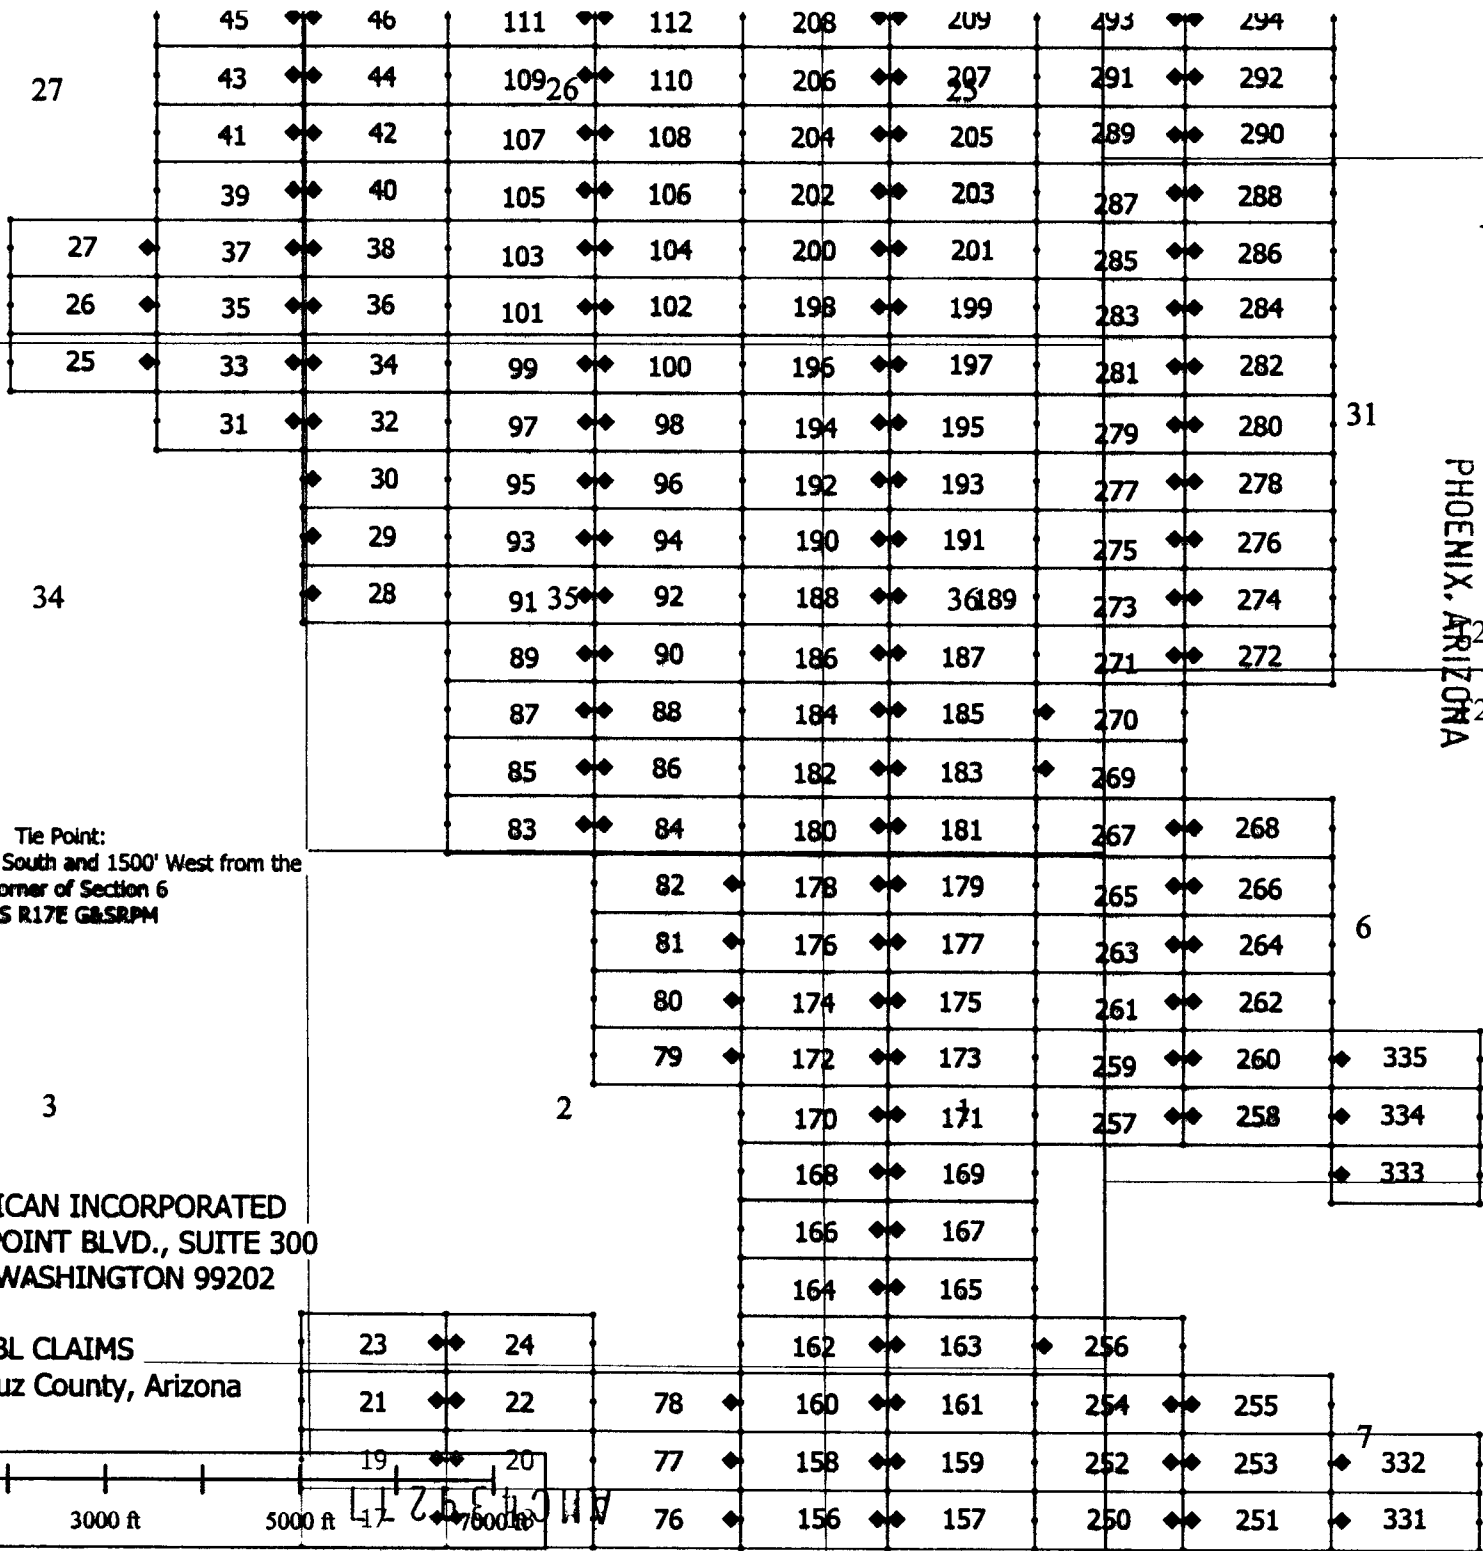 45 46 111 112 208 209 293 294
27 43 44 109 26 110 206 207 25 291 292
41 42 107 108 204 205 289 290
39 40 105 106 202 203 287 288
27 37 38 103 104 200 201 285 286
26 35 36 101 102 198 199 283 284
25 33 34 99 100 196 197 281 282
31 32 97 98 194 195 279 280 31
30 95 96 192 193 277 278
29 93 94 190 191 275 276
34 28 91 35 92 188 36 189 273 274
89 90 186 187 271 272
87 88 184 185 270
85 86 182 183 269
83 84 180 181 267 268
82 178 179 265 266
81 176 177 263 264 6
80 174 175 261 262
79 172 173 259 260 335
3 2 170 171 1 257 258 334
168 169 333
166 167
164 165
23 24 162 163 256
21 22 78 160 161 254 255
19 20 77 158 159 252 253 7 332
17 18 76 156 157 250 251 331
PHOENIX, ARIZONA
Tie Point:
South and 1500' West from the
orner of Section 6
S R17E G&SRPM
ICAN INCORPORATED
POINT BLVD., SUITE 300
WASHINGTON 99202
BL CLAIMS
uz County, Arizona
3000 ft 5000 ft 7000 ft